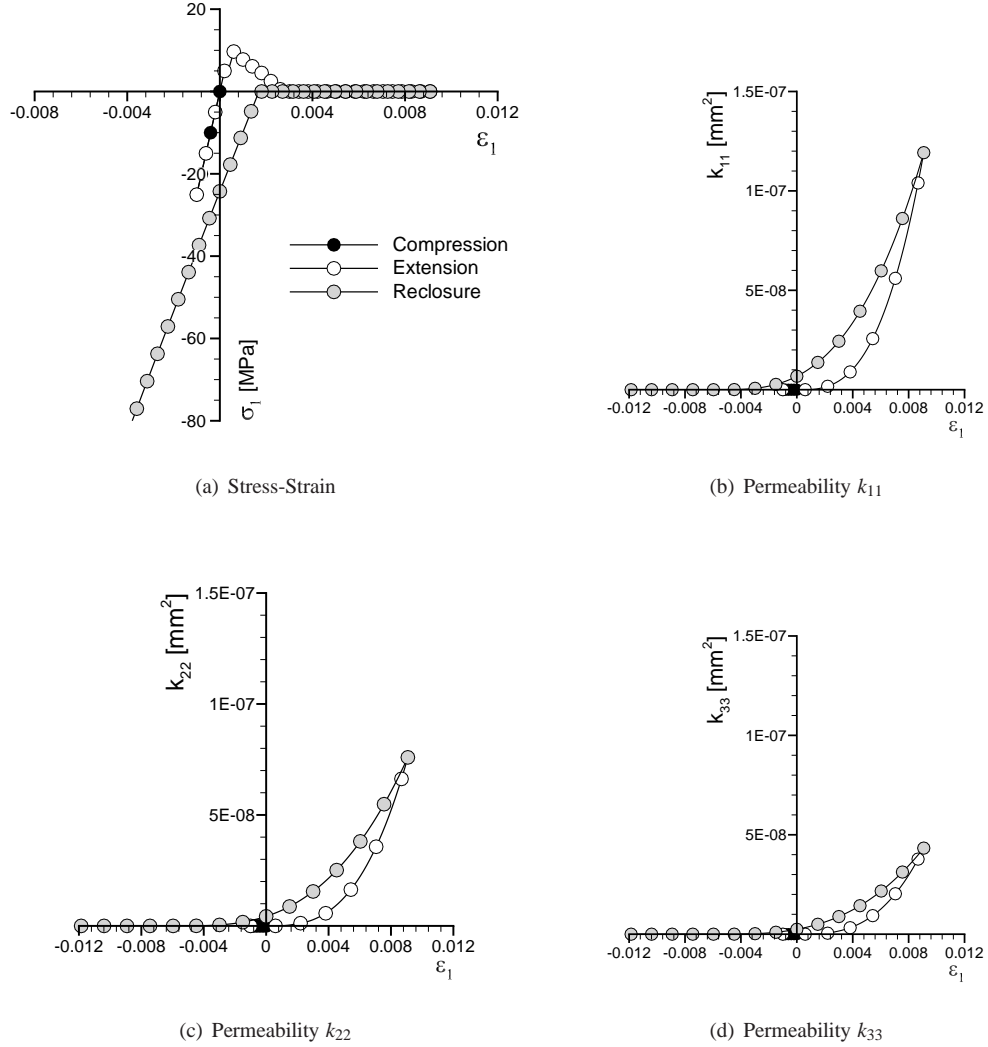 20
-0.008
-0.004
0.004
0.008
0.012
ε1
-20
-40
-60
-80
σ1 [MPa]
Compression
Extension
Reclosure
(a) Stress-Strain
1.5E-07
1E-07
5E-08
k11 [mm2]
-0.012
-0.008
-0.004
0
0.004
0.008
0.012
ε1
(b) Permeability k11
1.5E-07
1E-07
5E-08
k22 [mm2]
-0.012
-0.008
-0.004
0
0.004
0.008
0.012
ε1
(c) Permeability k22
1.5E-07
1E-07
5E-08
k33 [mm2]
-0.012
-0.008
-0.004
0
0.004
0.008
0.012
ε1
(d) Permeability k33